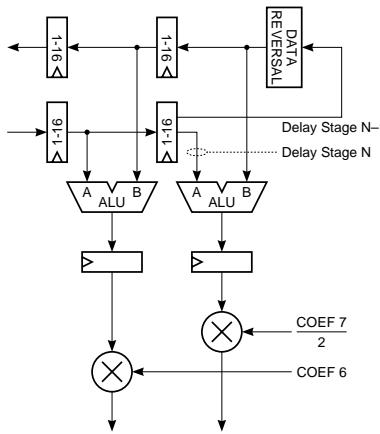 1-16
1-16
DATA
REVERSAL
1-16
1-16
Delay Stage N–
Delay Stage N
A B
ALU
A B
ALU
COEF 7
2
COEF 6